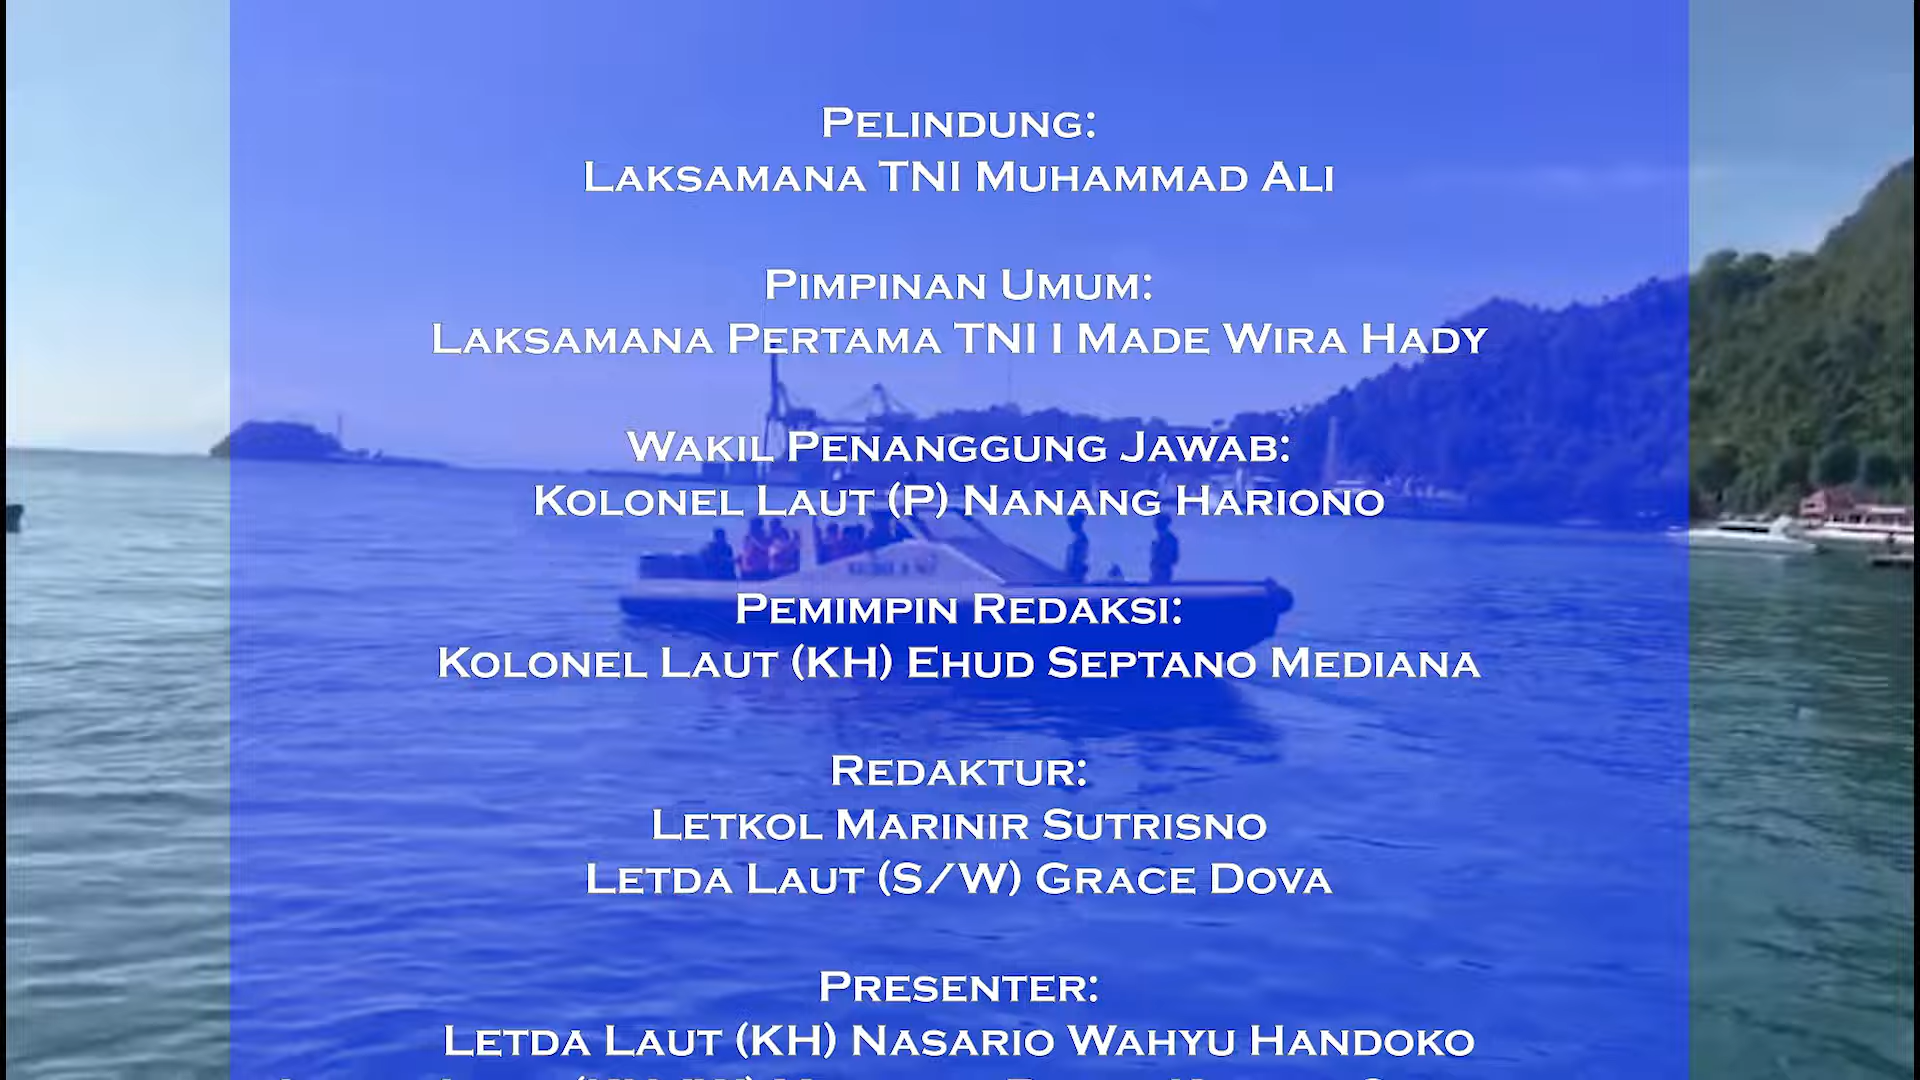 Pelindung:
Laksamana TNI Muhammad Ali
Pimpinan Umum:
Laksamana Pertama TNI I Made Wira Hady
Wakil Penanggung Jawab:
Kolonel Laut (P) Nanang Hariono
Pemimpin Redaksi:
Kolonel Laut (KH) Ehud Septano Mediana
Redaktur:
Letkol Marinir Sutrisno
Letda Laut (S/W) Grace Dova
Presenter:
Letda Laut (KH) Nasario Wahyu Handoko